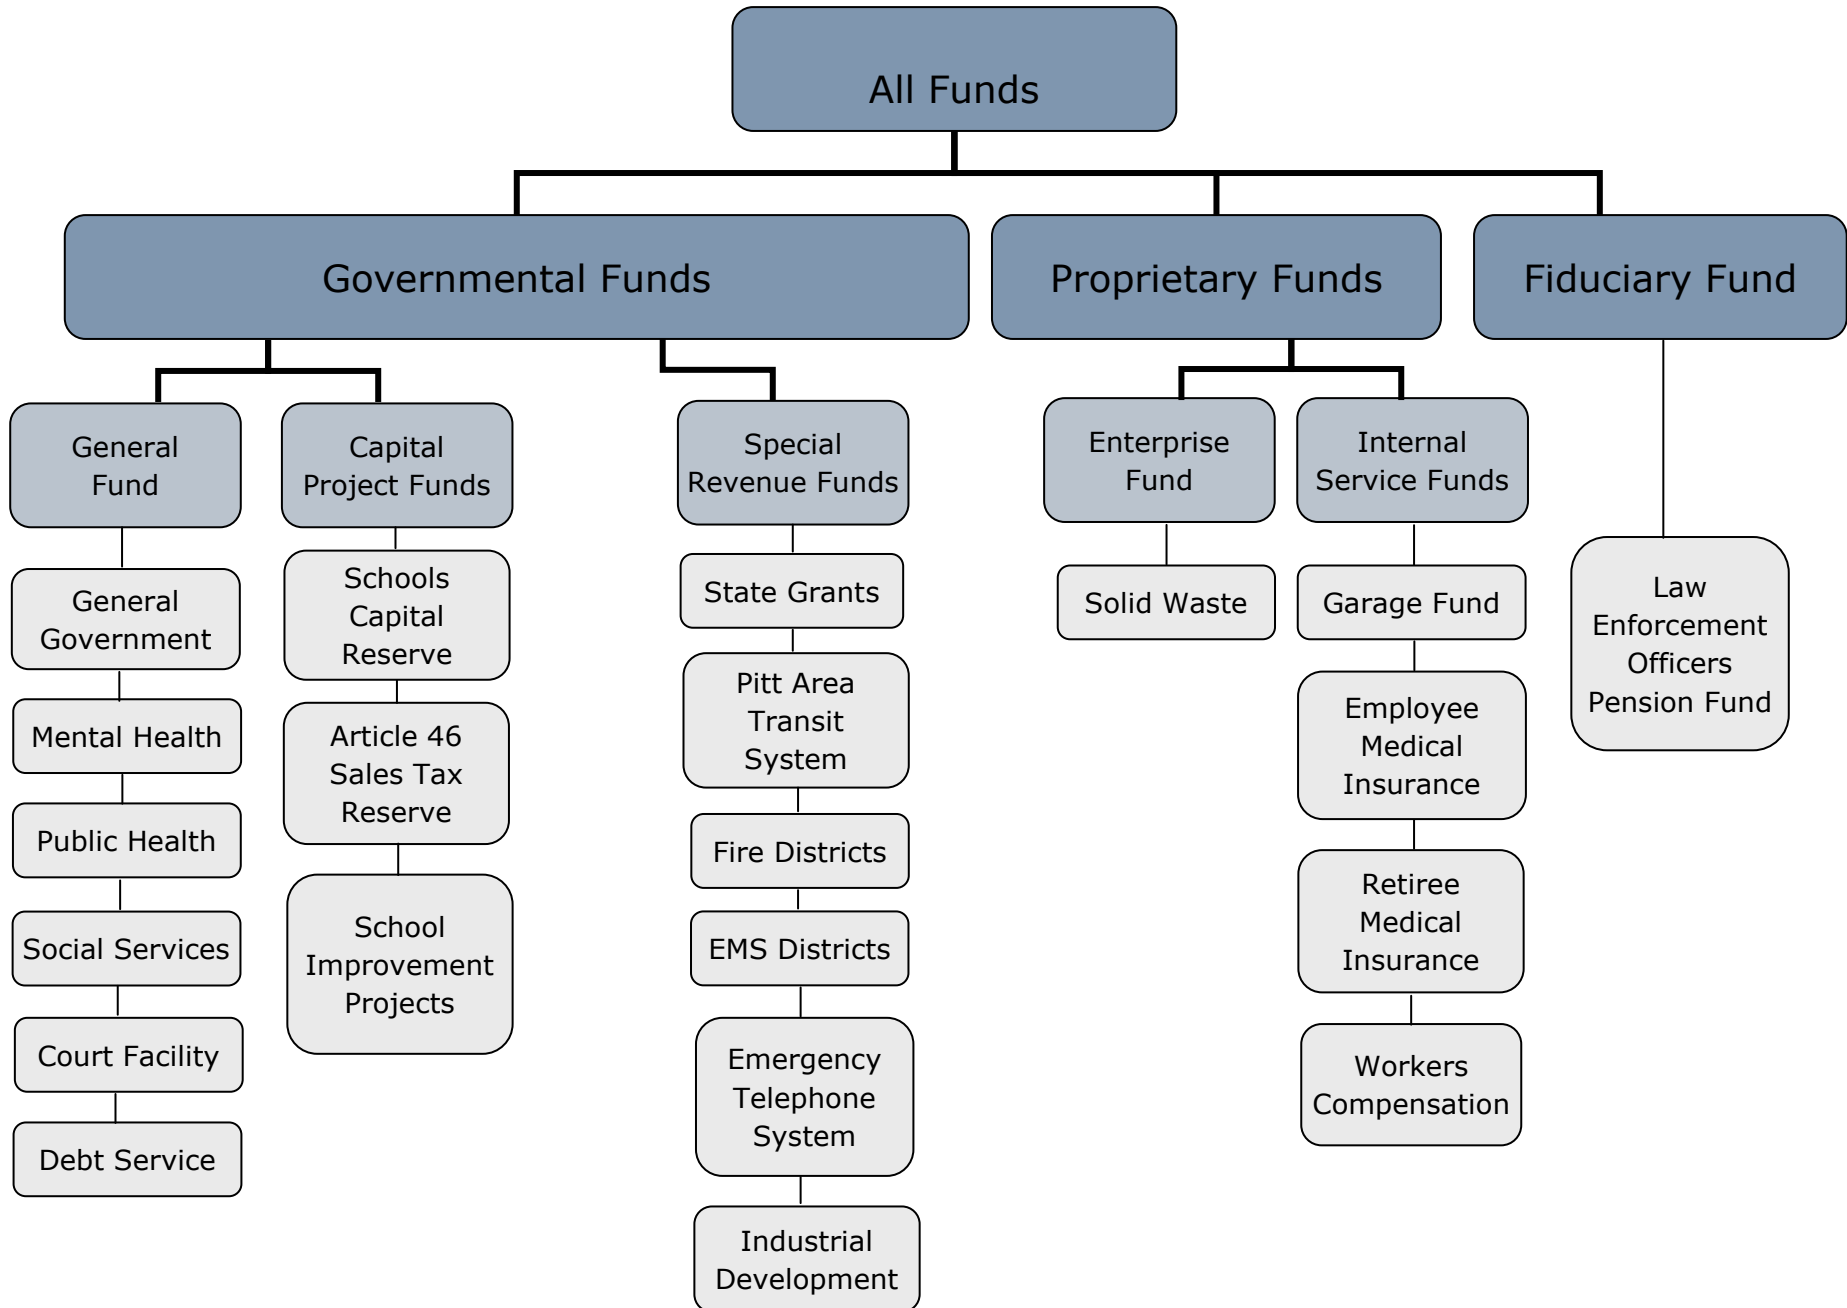 All Funds
Governmental Funds
Proprietary Funds
Fiduciary Fund
General
Fund
Capital
Project Funds
Special
Revenue Funds
Enterprise
Fund
Internal
Service Funds
General
Government
Mental Health
Public Health
Social Services
Court Facility
Debt Service
Schools
Capital
Reserve
Article 46
Sales Tax
Reserve
School
Improvement
Projects
State Grants
Pitt Area
Transit
System
Fire Districts
EMS Districts
Emergency
Telephone
System
Industrial
Development
Solid Waste
Garage Fund
Employee
Medical
Insurance
Retiree
Medical
Insurance
Workers
Compensation
Law
Enforcement
Officers
Pension Fund